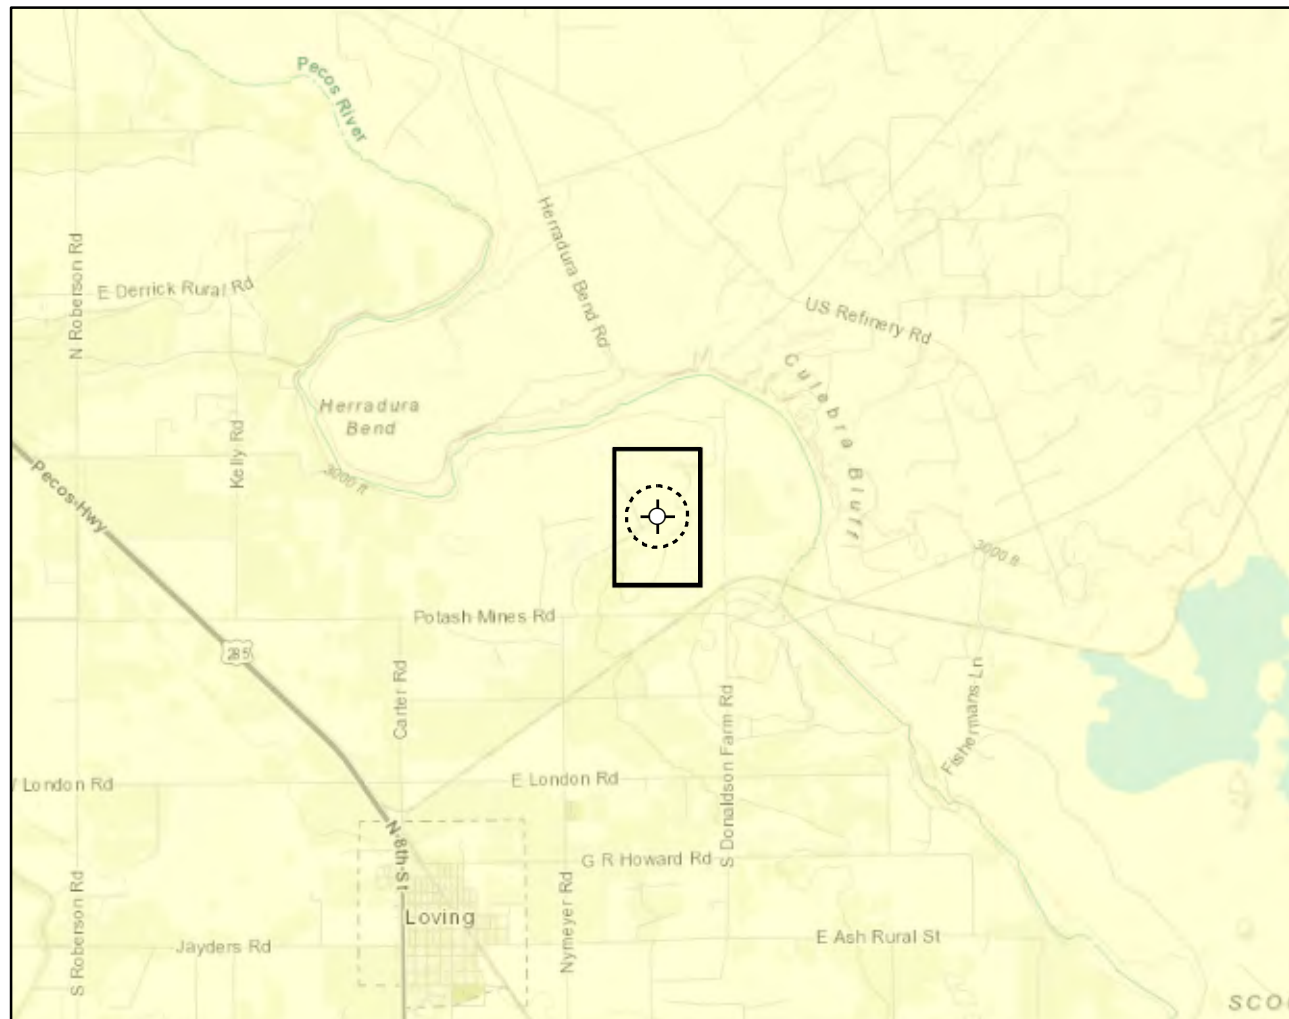 Pecos River
N Roberson Rd
E Derrick Rural Rd
Herradura Bend Rd
US Refinery Rd
Culebra Bluff
Herradura
Bend
Kelly Rd
3000 ft
Pecos Hwy
3000 ft
Potash Mines Rd
285
Carter Rd
Fishermans Ln
S Donaldson Farm Rd
London Rd
E London Rd
N 8th St
G R Howard Rd
Loving
Nymeyer Rd
S Roberson Rd
Jayders Rd
E Ash Rural St